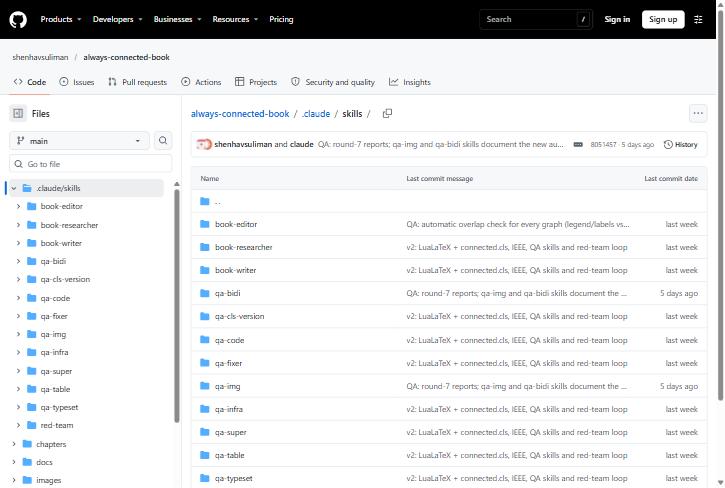 Products Developers Businesses Resources Pricing Search / Sign in Sign up
shenhavsuliman / always-connected-book
Code Issues Pull requests Actions Projects Security and quality Insights
Files
main
Go to file
.claude/skills
book-editor
book-researcher
book-writer
qa-bidi
qa-cls-version
qa-code
qa-fixer
qa-img
qa-infra
qa-super
qa-table
qa-typeset
red-team
chapters
docs
images
always-connected-book / .claude / skills /
shenhavsuliman and claude QA: round-7 reports; qa-img and qa-bidi skills document the new au... 8051457 · 5 days ago History
Name Last commit message Last commit date
..
book-editor QA: automatic overlap check for every graph (legend/labels vs... last week
book-researcher v2: LuaLaTeX + connected.cls, IEEE, QA skills and red-team loop last week
book-writer v2: LuaLaTeX + connected.cls, IEEE, QA skills and red-team loop last week
qa-bidi QA: round-7 reports; qa-img and qa-bidi skills document the ... 5 days ago
qa-cls-version v2: LuaLaTeX + connected.cls, IEEE, QA skills and red-team loop last week
qa-code v2: LuaLaTeX + connected.cls, IEEE, QA skills and red-team loop last week
qa-fixer v2: LuaLaTeX + connected.cls, IEEE, QA skills and red-team loop last week
qa-img QA: round-7 reports; qa-img and qa-bidi skills document the ... 5 days ago
qa-infra v2: LuaLaTeX + connected.cls, IEEE, QA skills and red-team loop last week
qa-super v2: LuaLaTeX + connected.cls, IEEE, QA skills and red-team loop last week
qa-table v2: LuaLaTeX + connected.cls, IEEE, QA skills and red-team loop last week
qa-typeset v2: LuaLaTeX + connected.cls, IEEE, QA skills and red-team loop last week